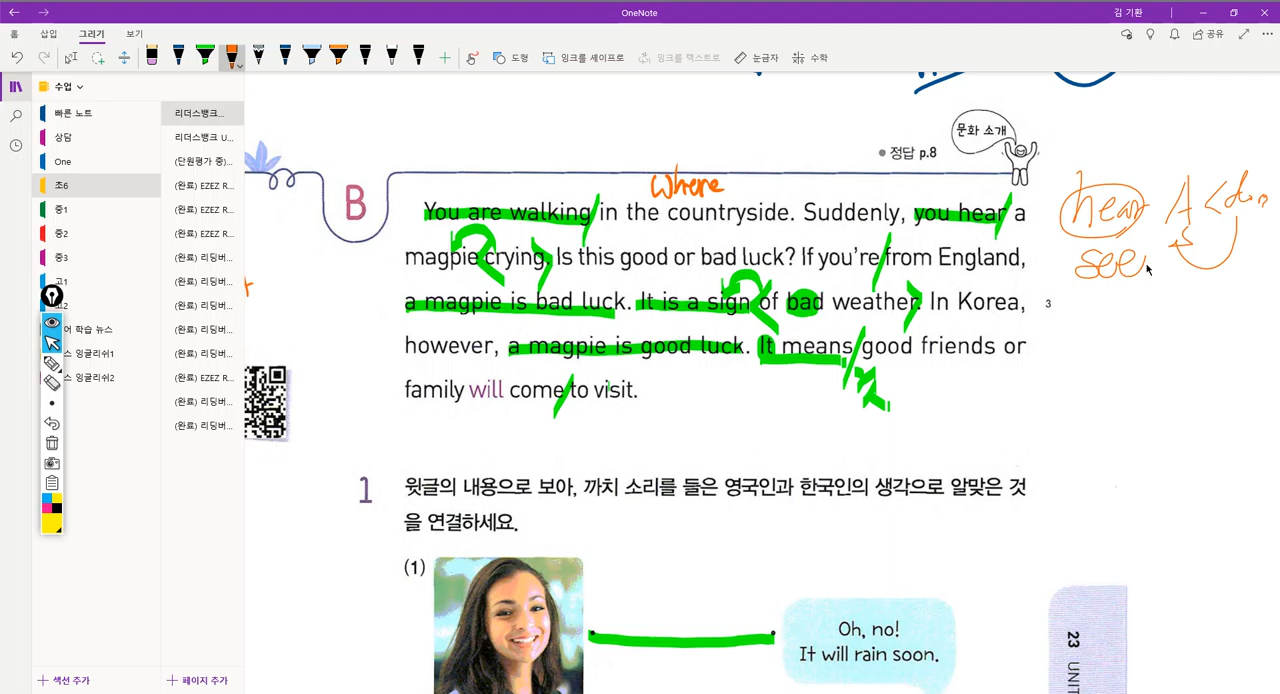 OneNote
김 기환
홈 삽입 그리기 보기
공유
도형 잉크를 셰이프로 잉크를 텍스트로 눈금자 수학
수업
빠른 노트
상담
One
초6
중1
중2
중3
고1
어 학습 뉴스
스 잉글리쉬1
스 잉글리쉬2
리더스뱅크...
리더스뱅크 U...
(단원평가 중)...
(완료) EZEZ R...
(완료) EZEZ R...
(완료) 리딩버...
(완료) 리딩버...
(완료) 리딩버...
(완료) 리딩버...
(완료) 리딩버...
(완료) 리딩버...
(완료) EZEZ R...
(완료) 리딩버...
(완료) 리딩버...
섹션 추가
페이지 추가
문화 소개
정답 p.8
where
B
You are walking in the countryside. Suddenly, you hear a
magpie crying. Is this good or bad luck? If you're from England,
a magpie is bad luck. It is a sign of bad weather. In Korea,
3
however, a magpie is good luck. It means good friends or
family will come to visit.
hear A
see
1 윗글의 내용으로 보아, 까치 소리를 들은 영국인과 한국인의 생각으로 알맞은 것
을 연결하세요.
(1)
Oh, no!
It will rain soon.
23 UNIT